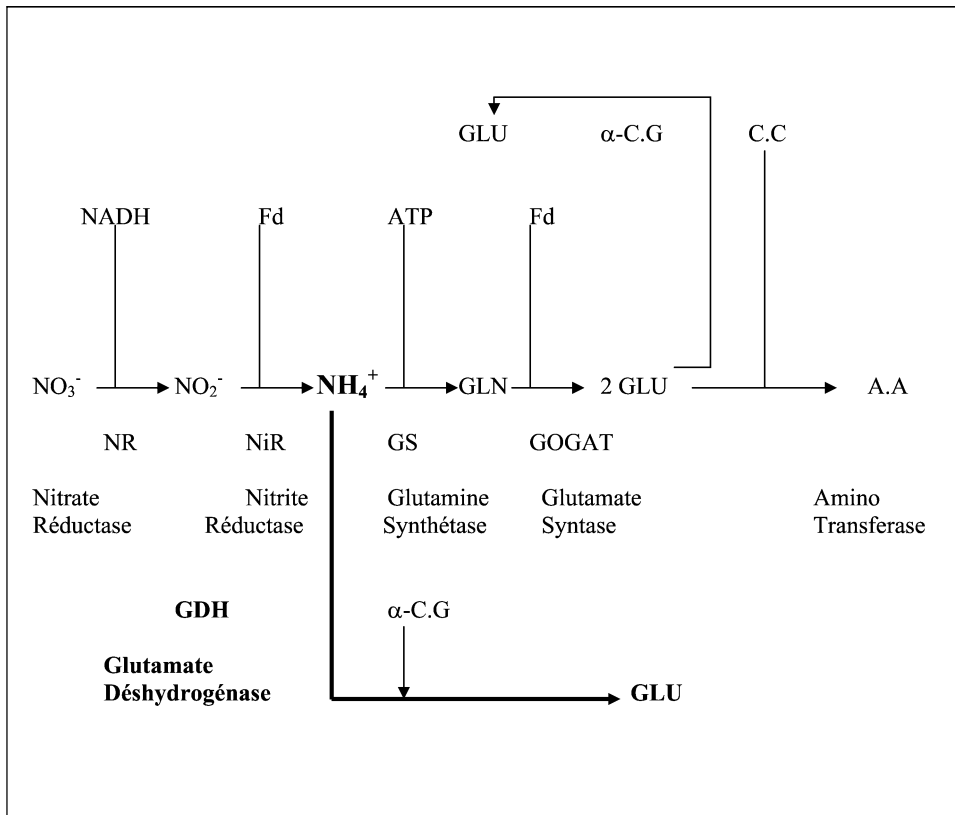 GLU α-C.G C.C
NADH Fd ATP Fd
NO₃⁻ NO₂⁻ NH₄⁺ GLN 2 GLU A.A
NR NiR GS GOGAT
Nitrate Nitrite Glutamine Glutamate Amino
Réductase Réductase Synthétase Syntase Transferase
GDH α-C.G
Glutamate
Déshydrogénase GLU